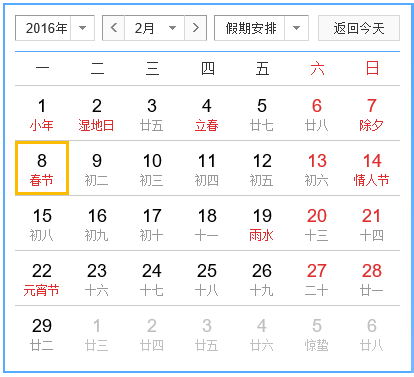 2016年 < 2月 > 假期安排 返回今天
一 二 三 四 五 六 日
1 2 3 4 5 6 7
小年 湿地日 廿五 立春 廿七 廿八 除夕
8 9 10 11 12 13 14
春节 初二 初三 初四 初五 初六 情人节
15 16 17 18 19 20 21
初八 初九 初十 十一 雨水 十三 十四
22 23 24 25 26 27 28
元宵节 十六 十七 十八 十九 二十 廿一
29 1 2 3 4 5 6
廿二 廿三 廿四 廿五 廿六 惊蛰 廿八